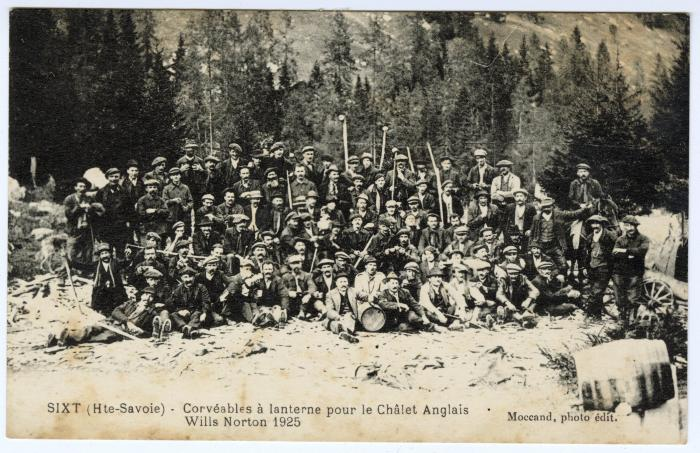 SIXT (Hte-Savoie) - Corvéables à lanterne pour le Châlet Anglais
Wills Norton 1925
Moccand, photo édit.